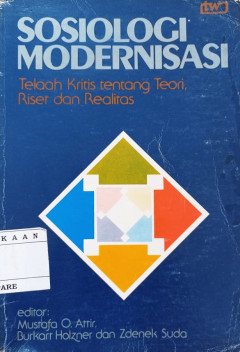 tw
SOSIOLOGI
MODERNISASI
Telaah Kritis tentang Teori,
Riset dan Realitas
KAAN
ARE
editor:
Mustafa O. Attir,
Burkart Holzner dan Zdenek Suda